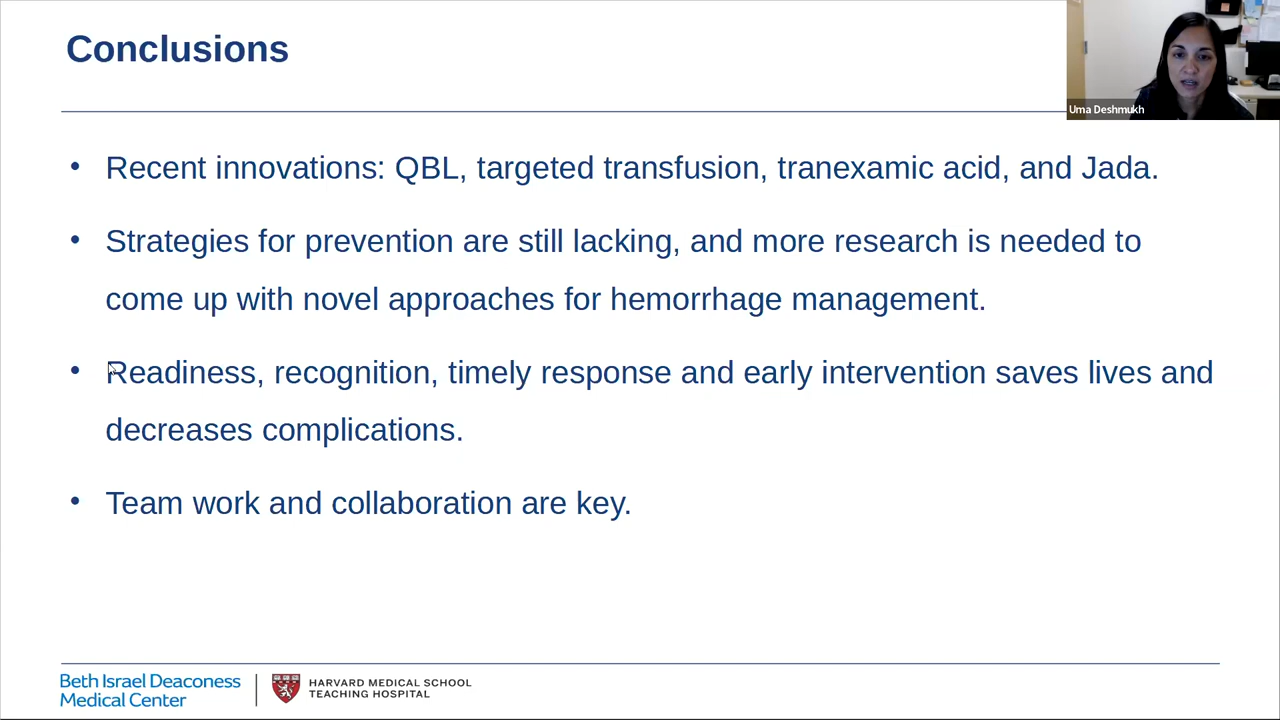 Conclusions
Uma Deshmukh
• Recent innovations: QBL, targeted transfusion, tranexamic acid, and Jada.
• Strategies for prevention are still lacking, and more research is needed to
come up with novel approaches for hemorrhage management.
• Readiness, recognition, timely response and early intervention saves lives and
decreases complications.
• Team work and collaboration are key.
Beth Israel Deaconess
Medical Center
HARVARD MEDICAL SCHOOL
TEACHING HOSPITAL